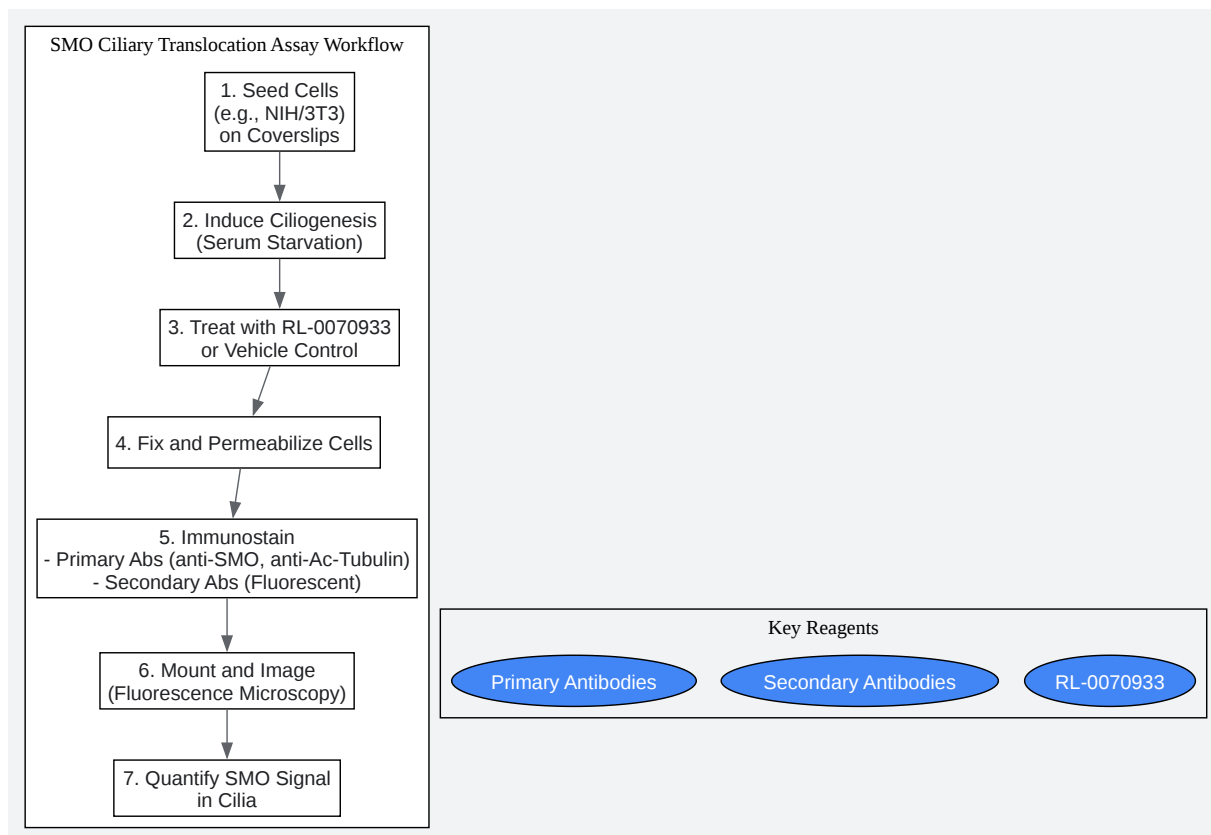 SMO Ciliary Translocation Assay Workflow
1. Seed Cells
(e.g., NIH/3T3)
on Coverslips
2. Induce Ciliogenesis
(Serum Starvation)
3. Treat with RL-0070933
or Vehicle Control
4. Fix and Permeabilize Cells
5. Immunostain
- Primary Abs (anti-SMO, anti-Ac-Tubulin)
- Secondary Abs (Fluorescent)
6. Mount and Image
(Fluorescence Microscopy)
7. Quantify SMO Signal
in Cilia
Key Reagents
Primary Antibodies
Secondary Antibodies
RL-0070933